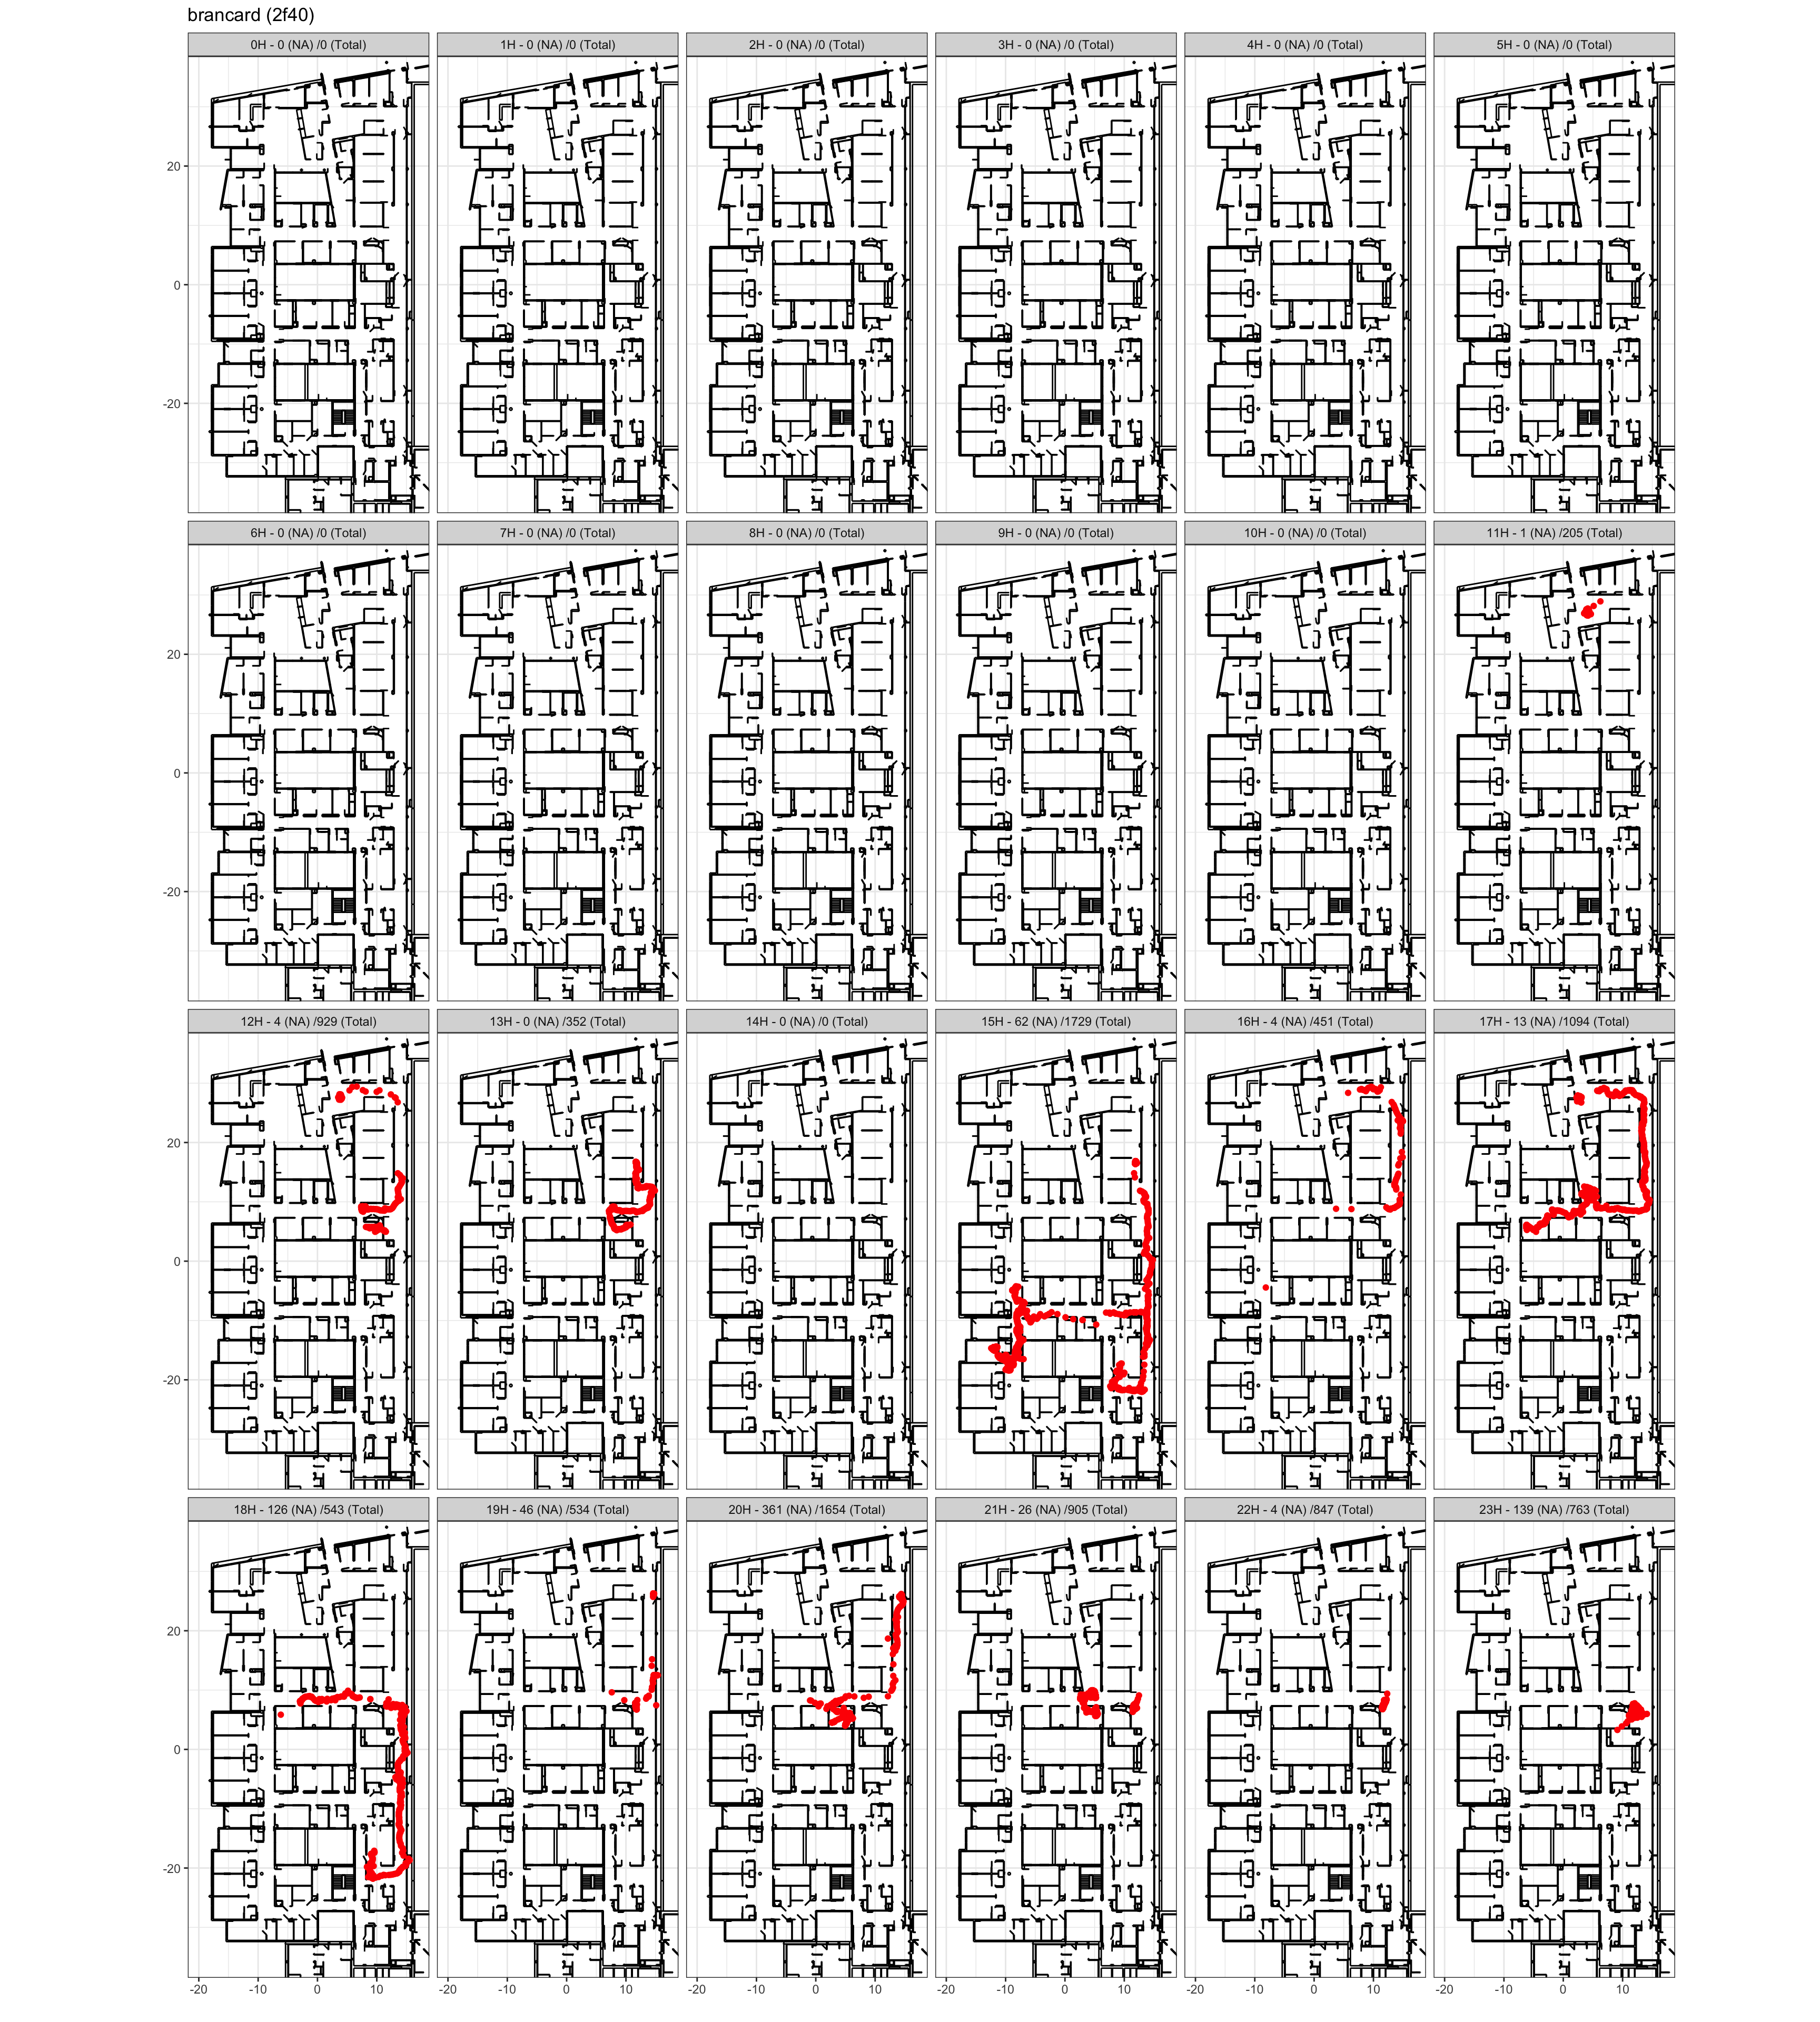 brancard (2f40)
0H - 0 (NA) /0 (Total) 1H - 0 (NA) /0 (Total) 2H - 0 (NA) /0 (Total) 3H - 0 (NA) /0 (Total) 4H - 0 (NA) /0 (Total) 5H - 0 (NA) /0 (Total)
20
0
-20
6H - 0 (NA) /0 (Total) 7H - 0 (NA) /0 (Total) 8H - 0 (NA) /0 (Total) 9H - 0 (NA) /0 (Total) 10H - 0 (NA) /0 (Total) 11H - 1 (NA) /205 (Total)
20
0
-20
12H - 4 (NA) /929 (Total) 13H - 0 (NA) /352 (Total) 14H - 0 (NA) /0 (Total) 15H - 62 (NA) /1729 (Total) 16H - 4 (NA) /451 (Total) 17H - 13 (NA) /1094 (Total)
20
0
-20
18H - 126 (NA) /543 (Total) 19H - 46 (NA) /534 (Total) 20H - 361 (NA) /1654 (Total) 21H - 26 (NA) /905 (Total) 22H - 4 (NA) /847 (Total) 23H - 139 (NA) /763 (Total)
20
0
-20
-20 -10 0 10 -20 -10 0 10 -20 -10 0 10 -20 -10 0 10 -20 -10 0 10 -20 -10 0 10